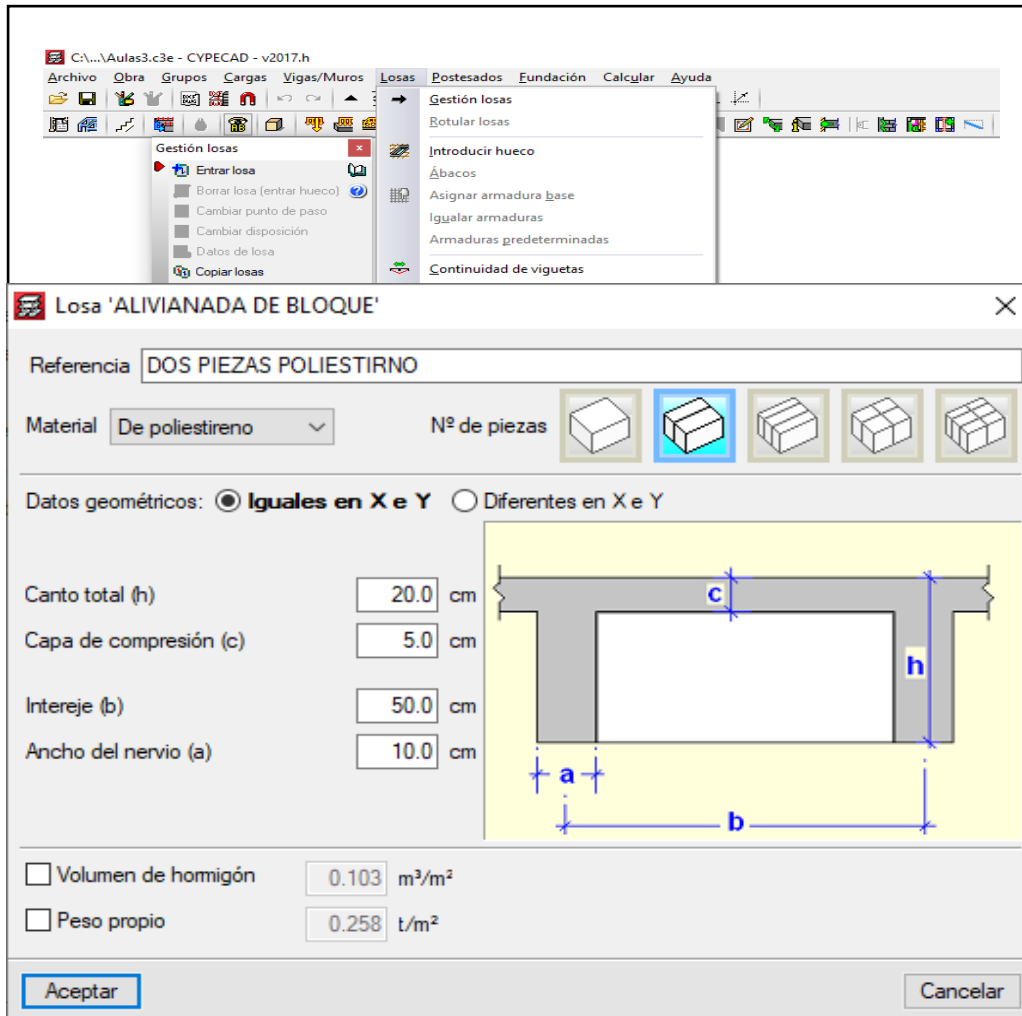 C:\...\Aulas3.c3e - CYPECAD - v2017.h
Archivo Obra Grupos Cargas Vigas/Muros Losas Postesados Fundación Calcular Ayuda
Gestión losas
Rotular losas
Introducir hueco
Ábacos
Asignar armadura base
Igualar armaduras
Armaduras predeterminadas
Continuidad de viguetas
Gestión losas
Entrar losa
Borrar losa (entrar hueco)
Cambiar punto de paso
Cambiar disposición
Datos de losa
Copiar losas
Losa 'ALIVIANADA DE BLOQUE'
Referencia DOS PIEZAS POLIESTIRNO
Material De poliestireno Nº de piezas
Datos geométricos: Iguales en X e Y Diferentes en X e Y
Canto total (h) 20.0 cm
Capa de compresión (c) 5.0 cm
Intereje (b) 50.0 cm
Ancho del nervio (a) 10.0 cm
c
h
a
b
Volumen de hormigón 0.103 m³/m²
Peso propio 0.258 t/m²
Aceptar Cancelar